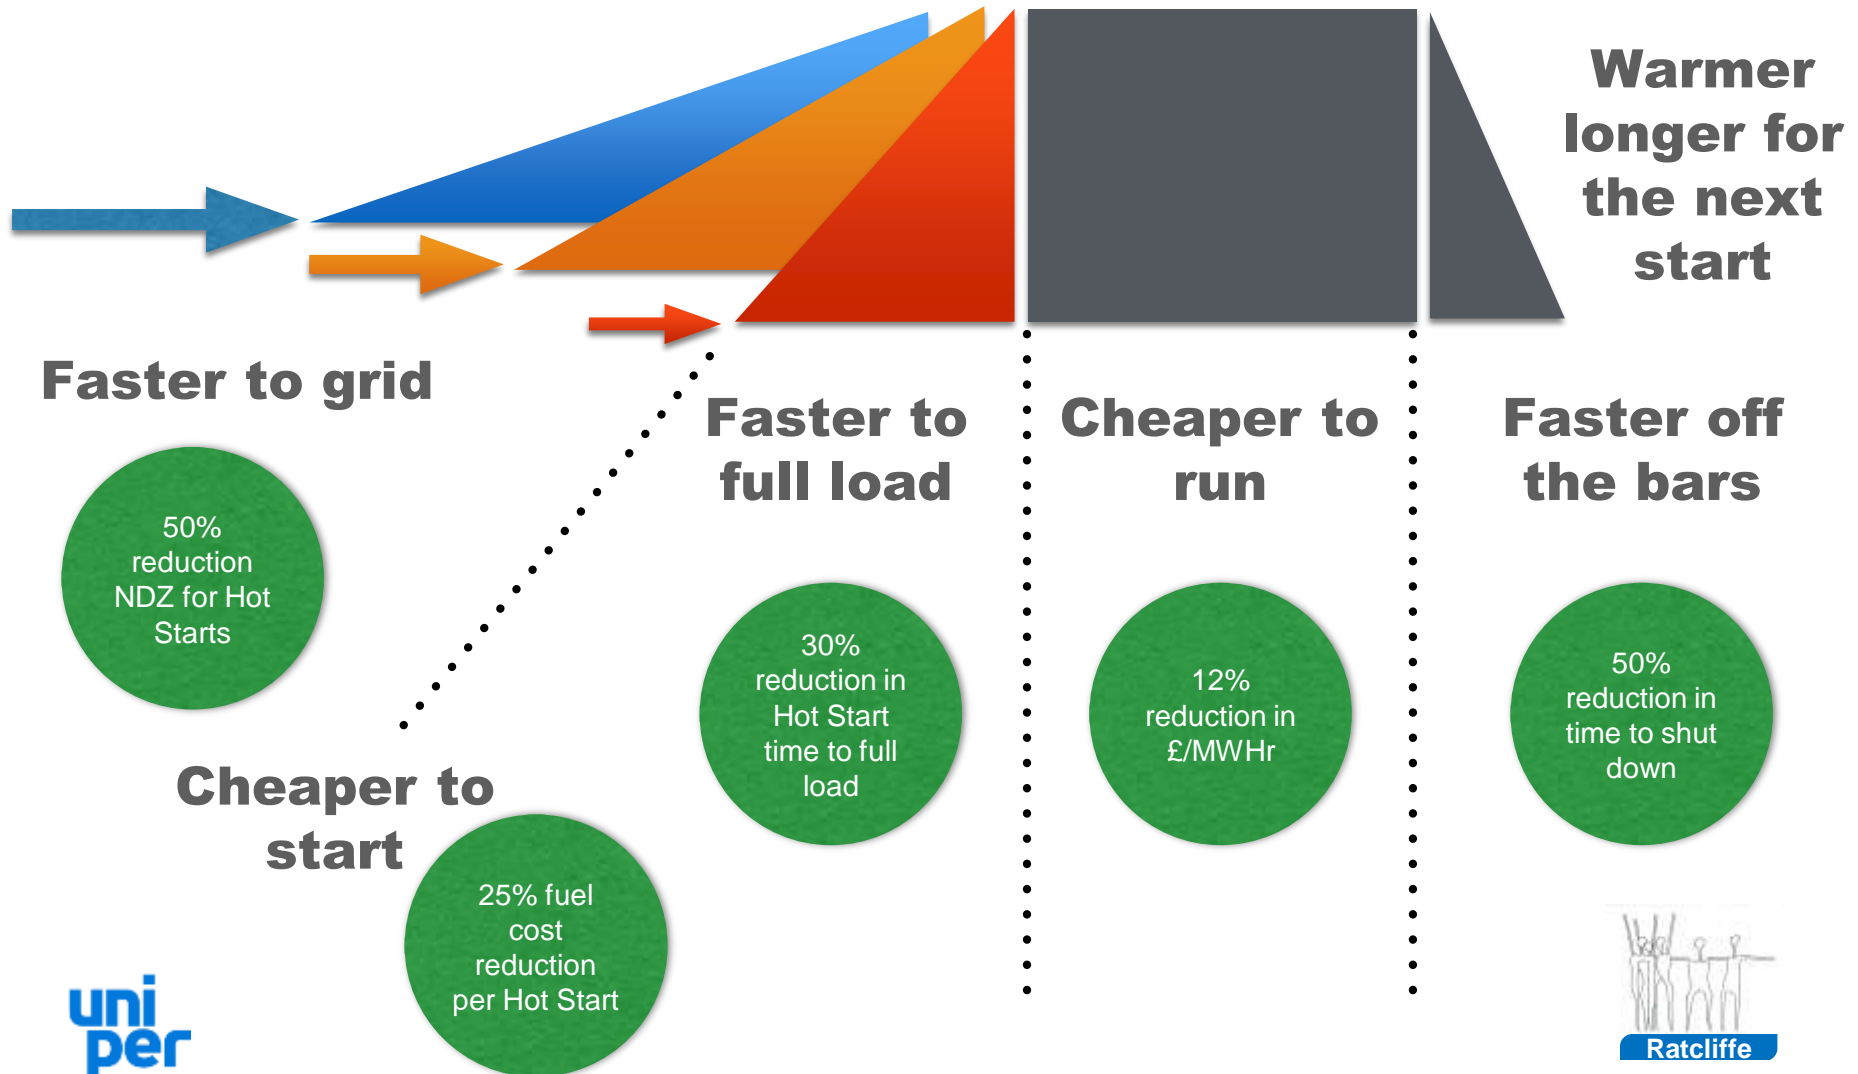 Warmer
longer for
the next
start
Faster to grid
50%
reduction
NDZ for Hot
Starts
Cheaper to
start
25% fuel
cost
reduction
per Hot Start
Faster to
full load
30%
reduction in
Hot Start
time to full
load
Cheaper to
run
12%
reduction in
£/MWHr
Faster off
the bars
50%
reduction in
time to shut
down
uni
per
Ratcliffe